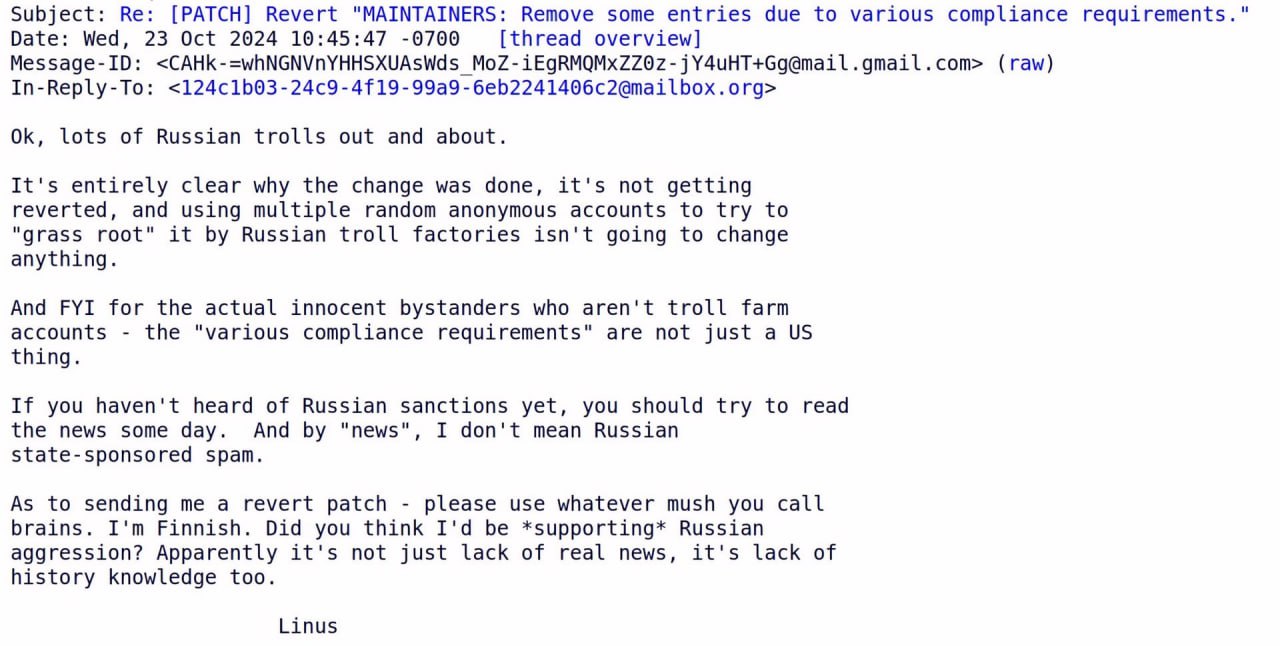 Subject: Re: [PATCH] Revert "MAINTAINERS: Remove some entries due to various compliance requirements."
Date: Wed, 23 Oct 2024 10:45:47 -0700   [thread overview]
Message-ID: <CAHk-=whNGNVnYHHSXUAsWds_MoZ-iEgRMQMxZZ0z-jY4uHT+Gg@mail.gmail.com> (raw)
In-Reply-To: <124c1b03-24c9-4f19-99a9-6eb2241406c2@mailbox.org>
Ok, lots of Russian trolls out and about.
It's entirely clear why the change was done, it's not getting
reverted, and using multiple random anonymous accounts to try to
"grass root" it by Russian troll factories isn't going to change
anything.
And FYI for the actual innocent bystanders who aren't troll farm
accounts - the "various compliance requirements" are not just a US
thing.
If you haven't heard of Russian sanctions yet, you should try to read
the news some day.  And by "news", I don't mean Russian
state-sponsored spam.
As to sending me a revert patch - please use whatever mush you call
brains. I'm Finnish. Did you think I'd be *supporting* Russian
aggression? Apparently it's not just lack of real news, it's lack of
history knowledge too.
Linus